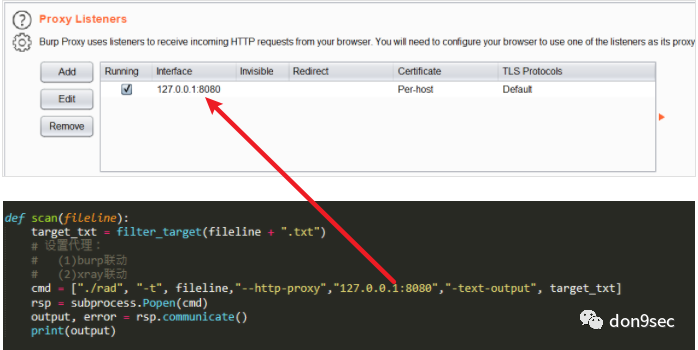 Proxy Listeners
Burp Proxy uses listeners to receive incoming HTTP requests from your browser. You will need to configure your browser to use one of the listeners as its proxy
Add
Running Interface Invisible Redirect Certificate TLS Protocols
127.0.0.1:8080 Per-host Default
Edit
Remove
def scan(fileline):
target_txt = filter_target(fileline + ".txt")
# 设置代理：
# (1)burp联动
# (2)xray联动
cmd = ["./rad", "-t", fileline,"--http-proxy","127.0.0.1:8080","-text-output", target_txt]
rsp = subprocess.Popen(cmd)
output, error = rsp.communicate()
print(output)
don9sec